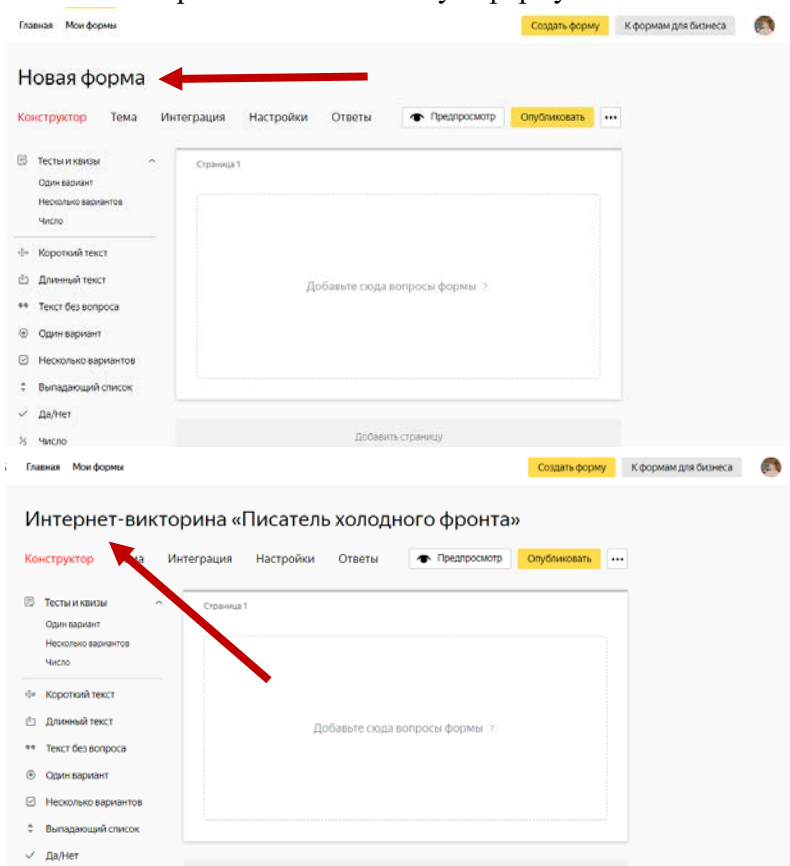 Главная Мои формы Создать форму К формам для бизнеса
Новая форма
Конструктор Тема Интеграция Настройки Ответы Предпросмотр Опубликовать •••
Тесты и квизы
Один вариант
Несколько вариантов
Число
Страница 1
Короткий текст
Длинный текст
Текст без вопроса
Один вариант
Несколько вариантов
Выпадающий список
Да/Нет
Число
Добавьте сюда вопросы формы
Добавить страницу
Главная Мои формы Создать форму К формам для бизнеса
Интернет-викторина «Писатель холодного фронта»
Конструктор Интеграция Настройки Ответы Предпросмотр Опубликовать •••
Тесты и квизы
Один вариант
Несколько вариантов
Число
Страница 1
Короткий текст
Длинный текст
Текст без вопроса
Один вариант
Несколько вариантов
Выпадающий список
Да/Нет
Добавьте сюда вопросы формы ?